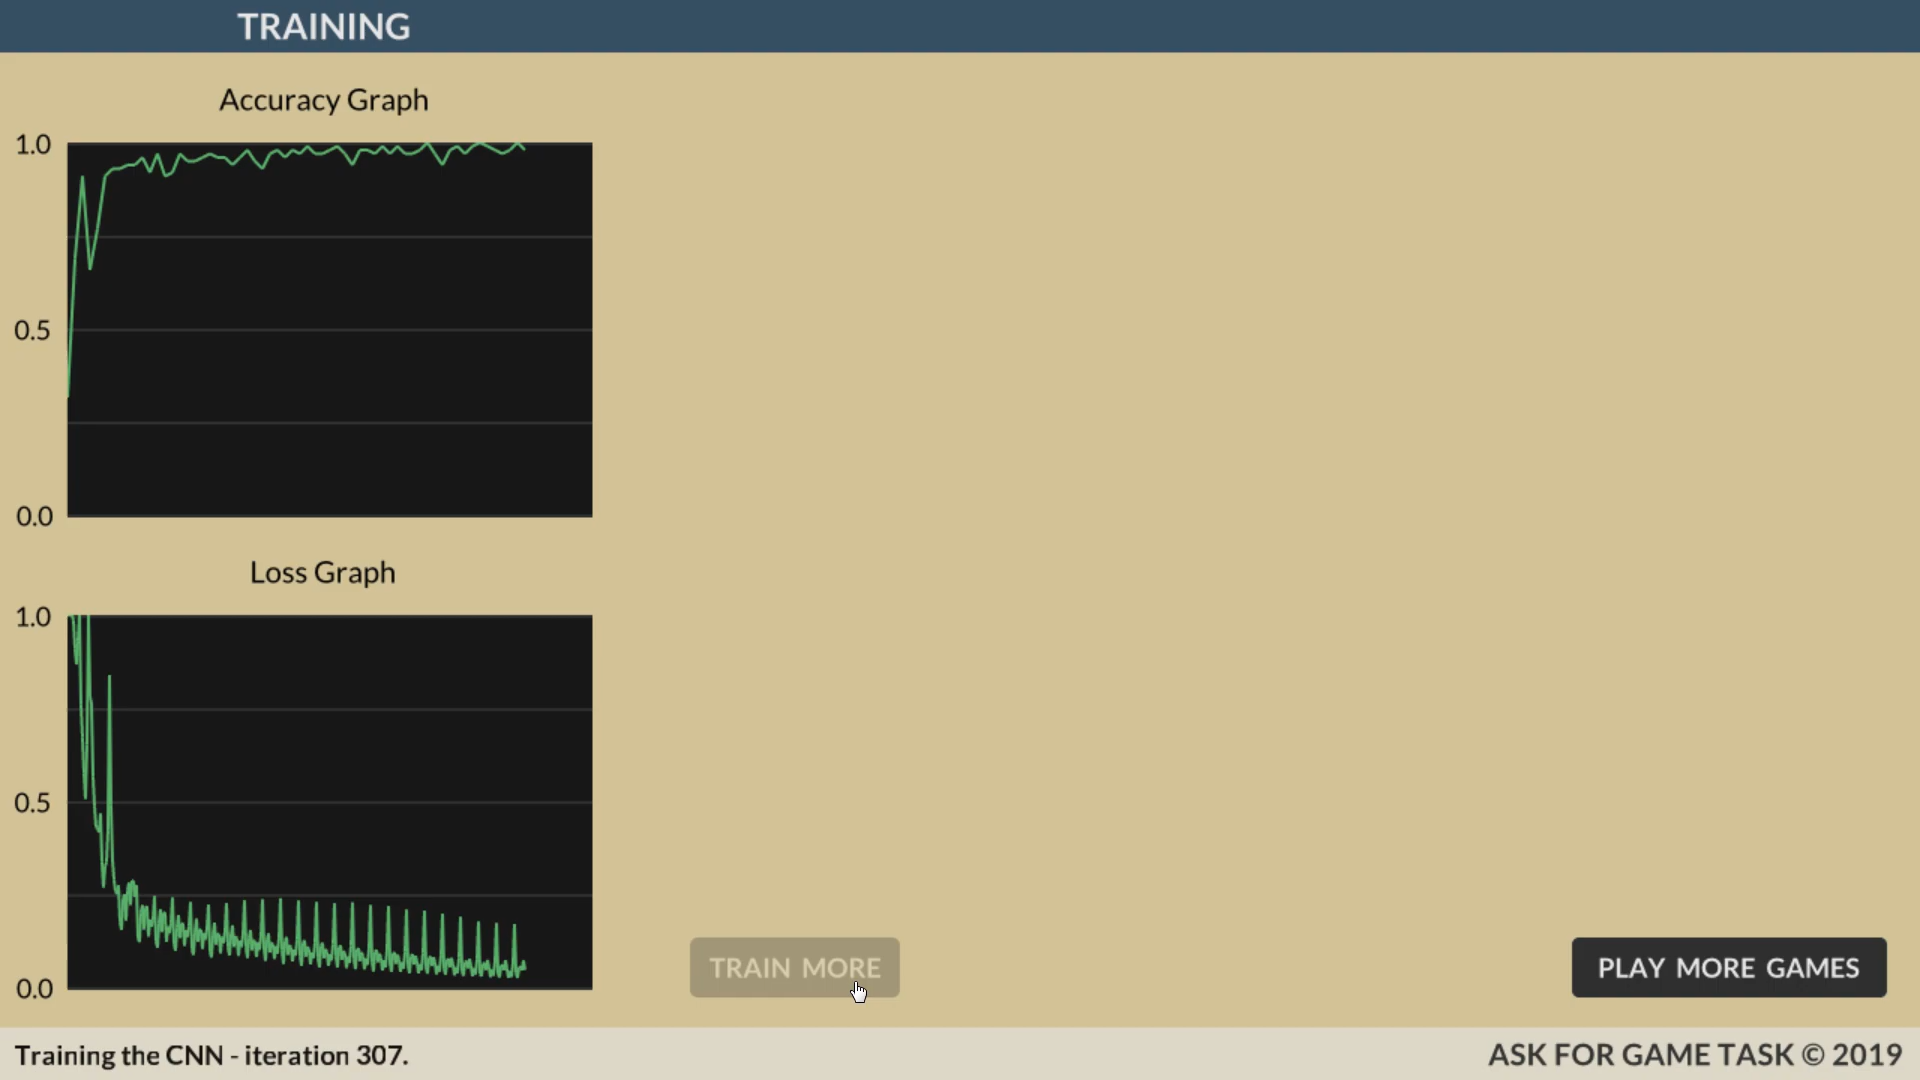 TRAINING
Accuracy Graph
1.0
0.5
0.0
Loss Graph
1.0
0.5
0.0
TRAIN MORE
PLAY MORE GAMES
Training the CNN - iteration 307.
ASK FOR GAME TASK © 2019